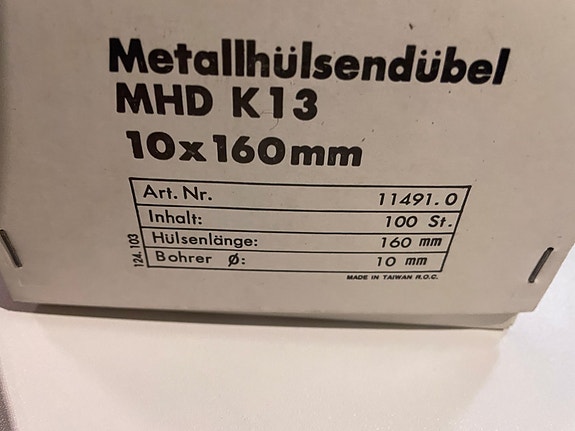 Metallhülsendübel
MHD K13
10x160mm
Art. Nr. 11491.0
Inhalt: 100 St.
Hülsenlänge: 160 mm
Bohrer Ø: 10 mm
124.103
MADE IN TAIWAN R.O.C.